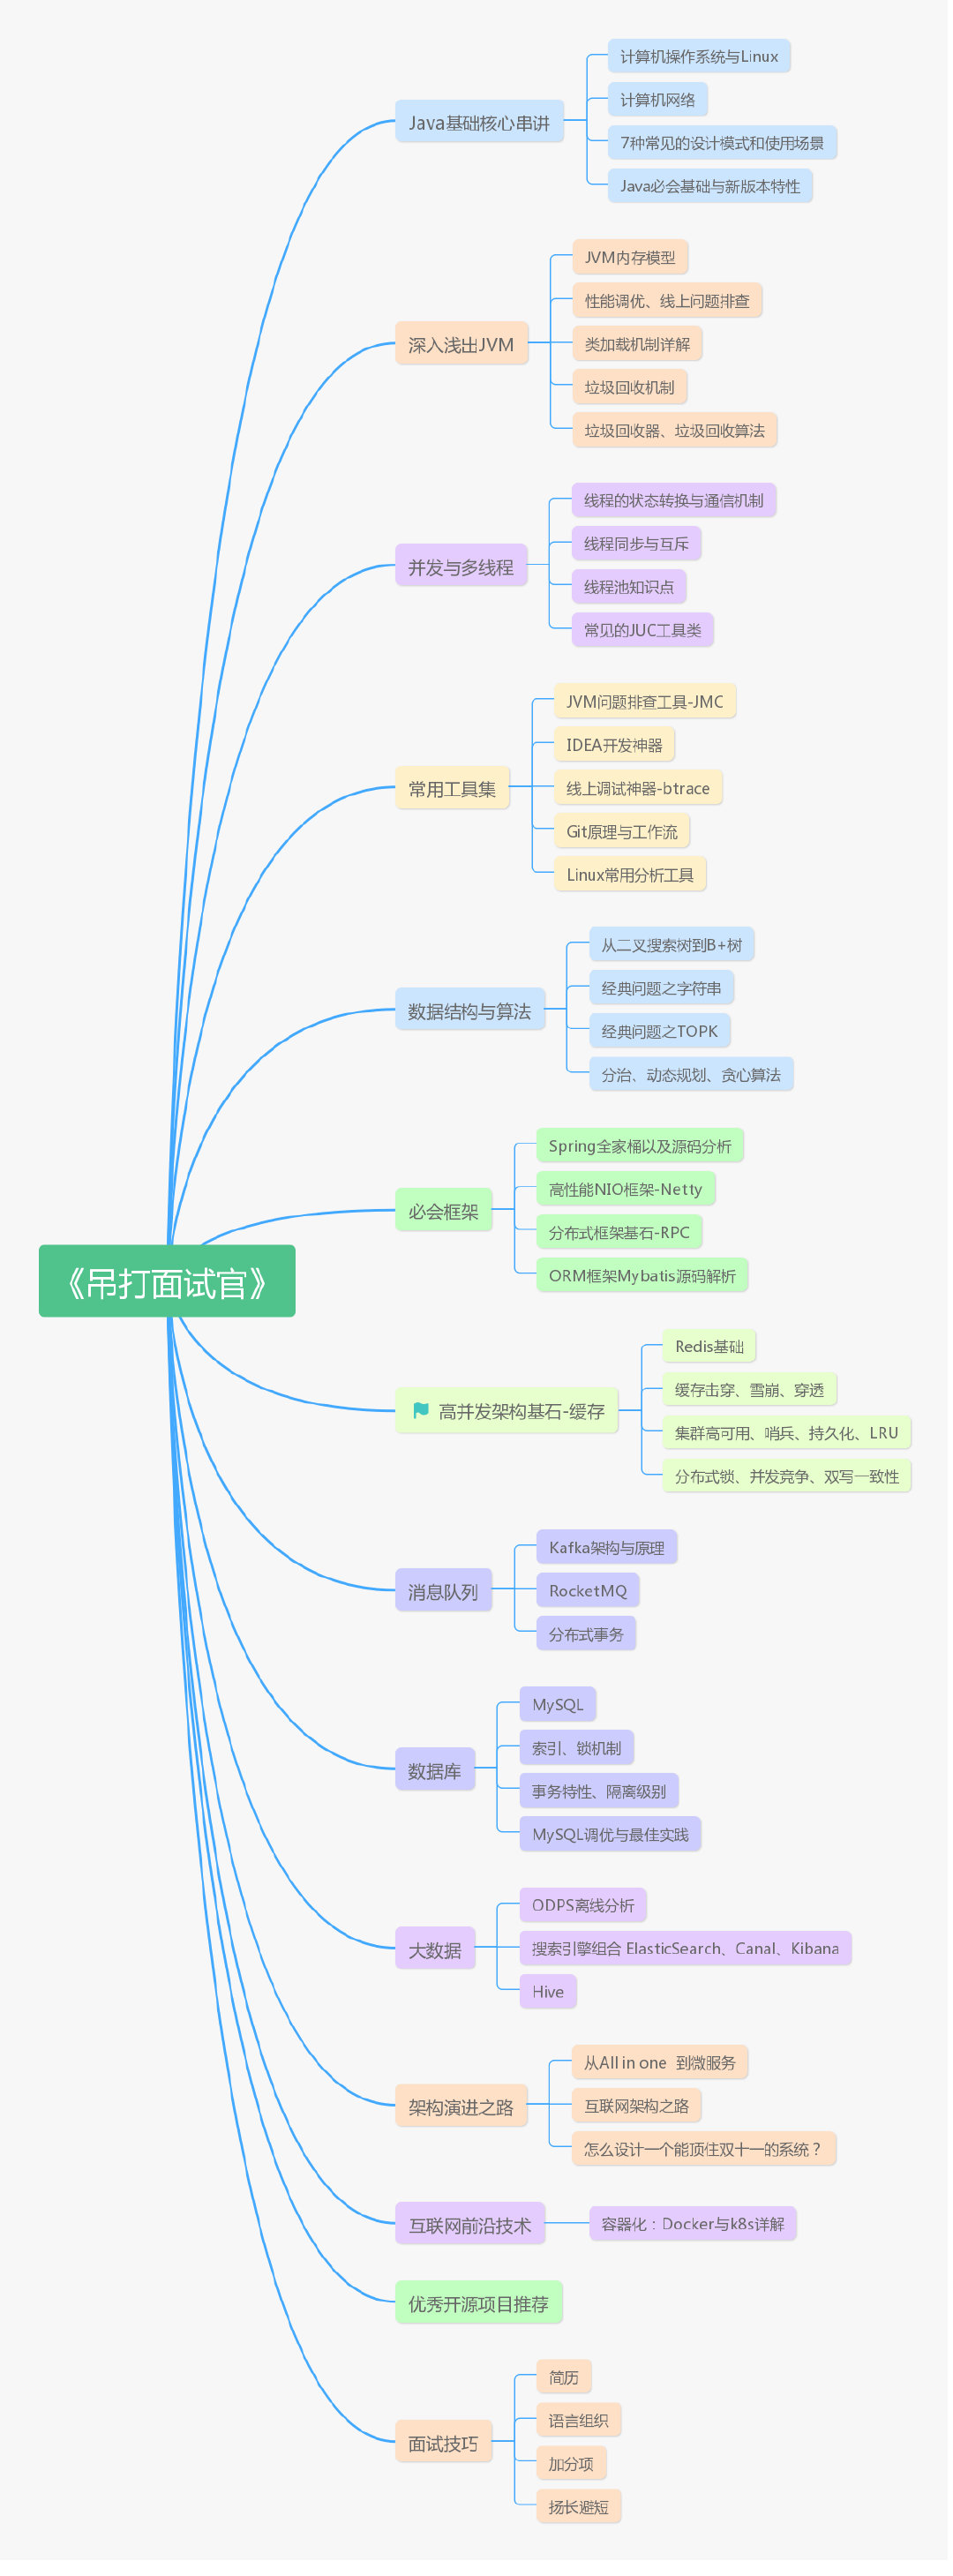 《吊打面试官》
Java基础核心串讲
计算机操作系统与Linux
计算机网络
7种常见的设计模式和使用场景
Java必会基础与新版本特性
深入浅出JVM
JVM内存模型
性能调优、线上问题排查
类加载机制详解
垃圾回收机制
垃圾回收器、垃圾回收算法
并发与多线程
线程的状态转换与通信机制
线程同步与互斥
线程池知识点
常见的JUC工具类
常用工具集
JVM问题排查工具-JMC
IDEA开发神器
线上调试神器-btrace
Git原理与工作流
Linux常用分析工具
数据结构与算法
从二叉搜索树到B+树
经典问题之字符串
经典问题之TOPK
分治、动态规划、贪心算法
必会框架
Spring全家桶以及源码分析
高性能NIO框架-Netty
分布式框架基石-RPC
ORM框架Mybatis源码解析
高并发架构基石-缓存
Redis基础
缓存击穿、雪崩、穿透
集群高可用、哨兵、持久化、LRU
分布式锁、并发竞争、双写一致性
消息队列
Kafka架构与原理
RocketMQ
分布式事务
数据库
MySQL
索引、锁机制
事务特性、隔离级别
MySQL调优与最佳实践
大数据
ODPS离线分析
搜索引擎组合 ElasticSearch、Canal、Kibana
Hive
架构演进之路
从All in one 到微服务
互联网架构之路
怎么设计一个能顶住双十一的系统？
互联网前沿技术
容器化：Docker与k8s详解
优秀开源项目推荐
面试技巧
简历
语言组织
加分项
扬长避短